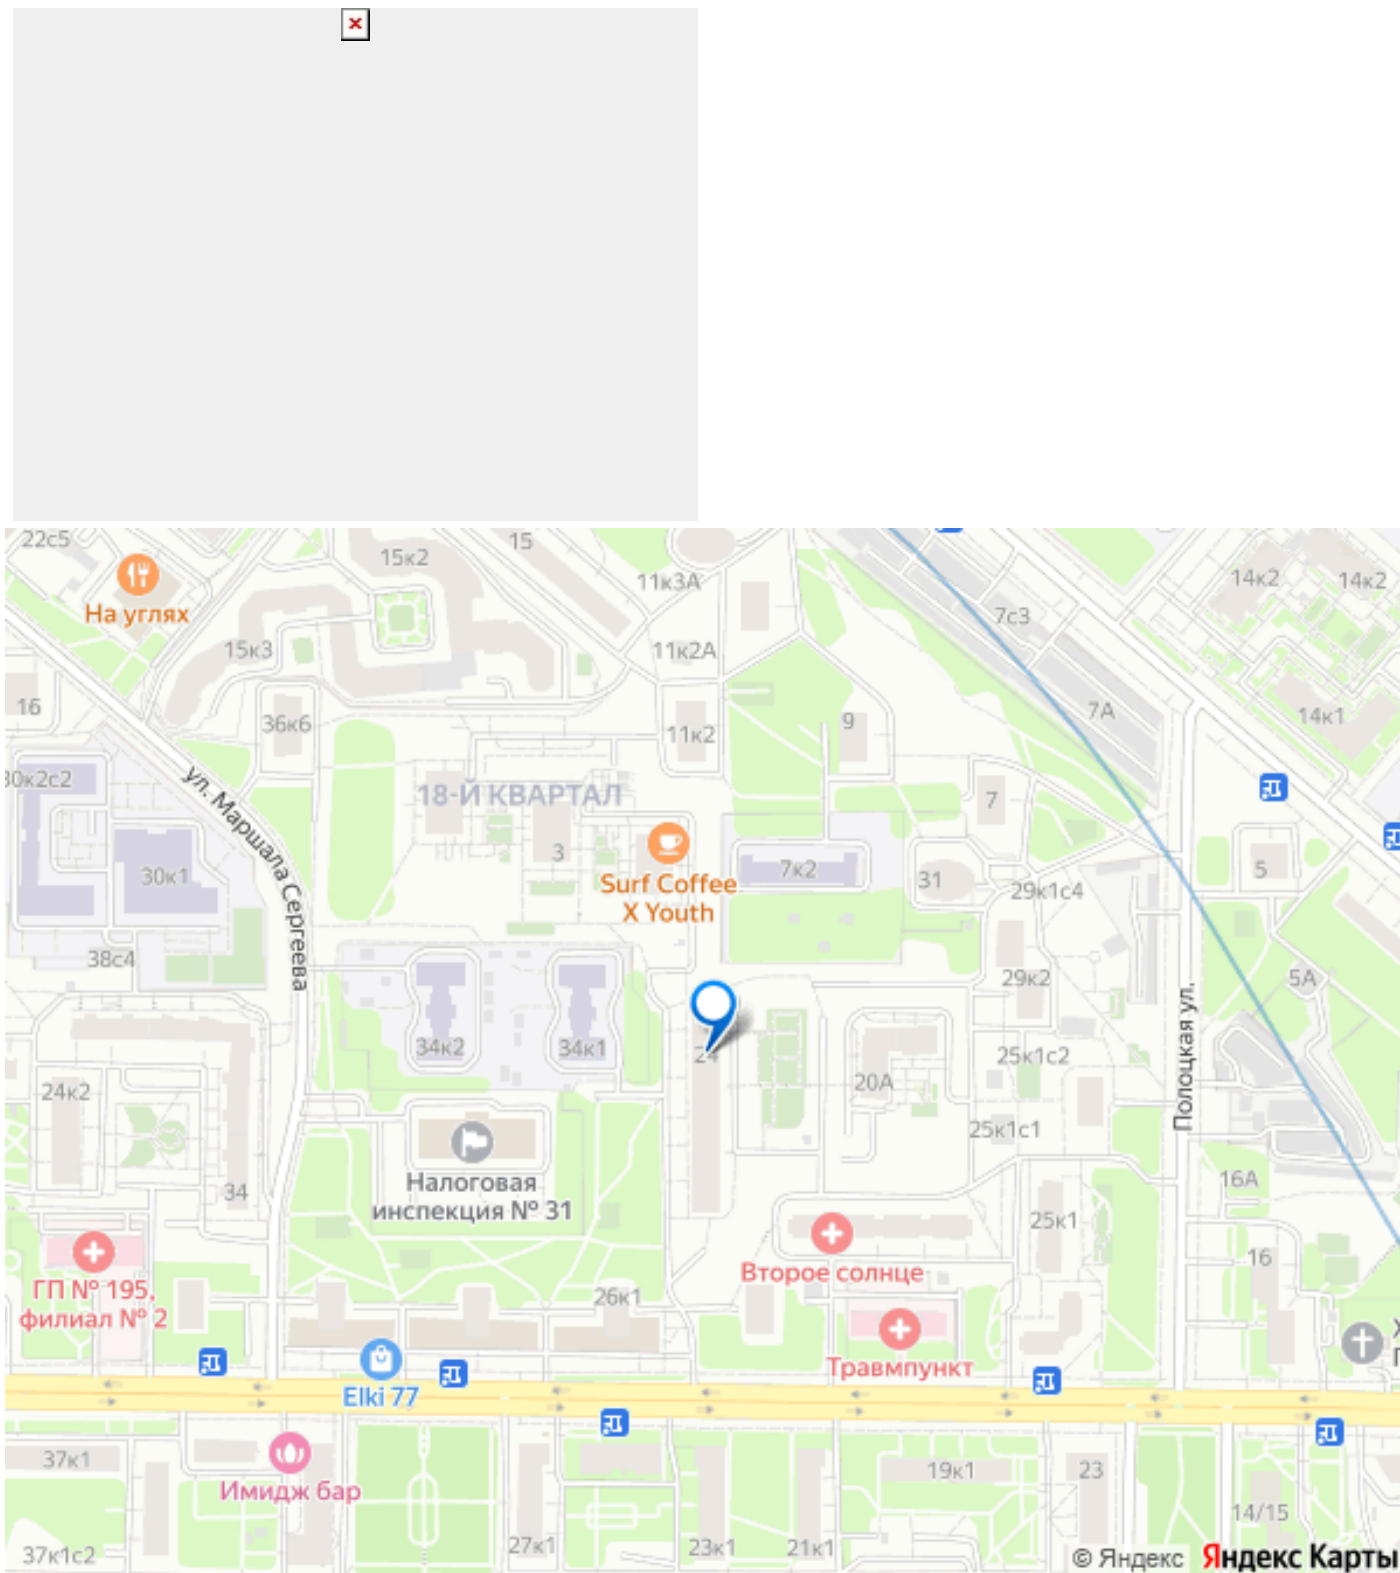 22с5
15
15к2
На углях
11к3А
14к2
14к2
7с3
15к3
11к2А
16
36к6
11к2
9
7А
14к1
30к2с2
ул. Маршала Сергеева
18-Й КВАРТАЛ
7
3
30к1
Surf Coffee
X Youth
7к2
31
29к1с4
5
38с4
29к2
5А
34к2
34к1
24
25к1с2
Полоцкая ул.
24к2
20А
25к1с1
34
Налоговая
инспекция № 31
16А
25к1
ГП № 195,
филиал № 2
Второе солнце
16
26к1
Травмпункт
Elki 77
37к1
Имидж бар
19к1
23
14/15
37к1с2
27к1
23к1
21к1
© Яндекс Яндекс Карты